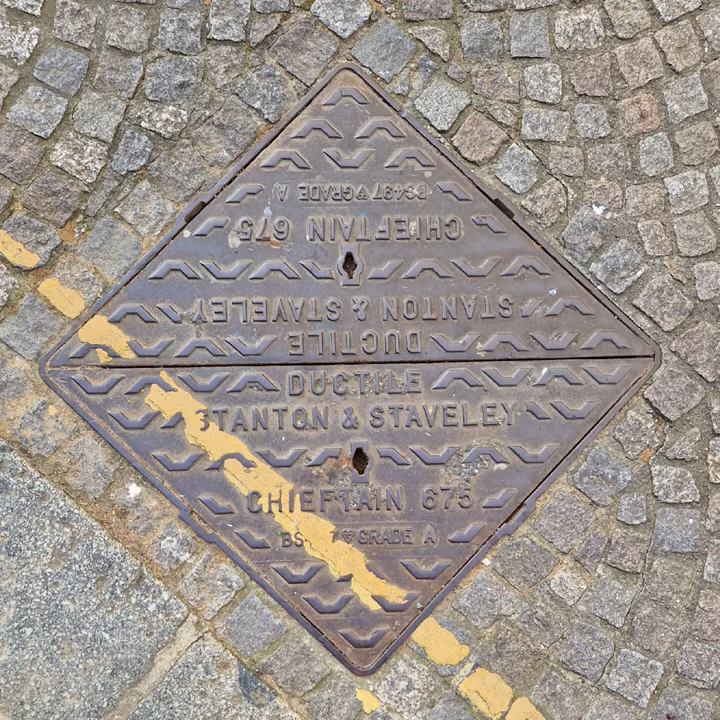 BS497 GRADE A
CHIEFTAIN 675
STANTON & STAVELEY
DUCTILE
DUCTILE
STANTON & STAVELEY
CHIEFTAIN 675
GRADE A